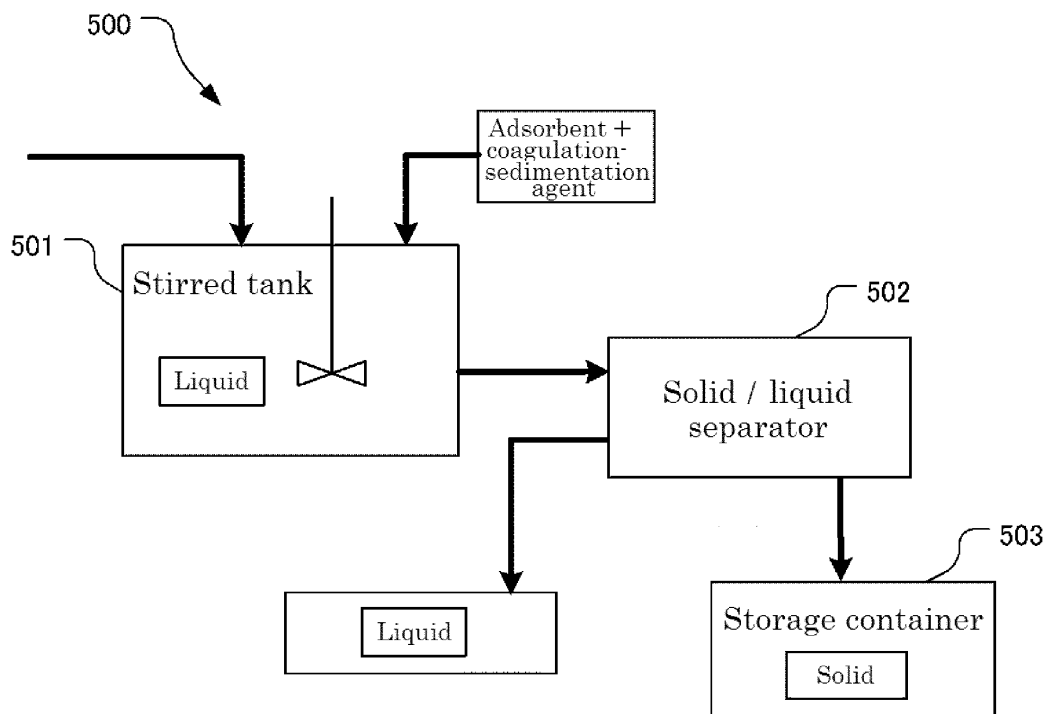 500
Adsorbent +
coagulation-
sedimentation
agent
501
Stirred tank
Liquid
502
Solid / liquid
separator
503
Liquid
Storage container
Solid